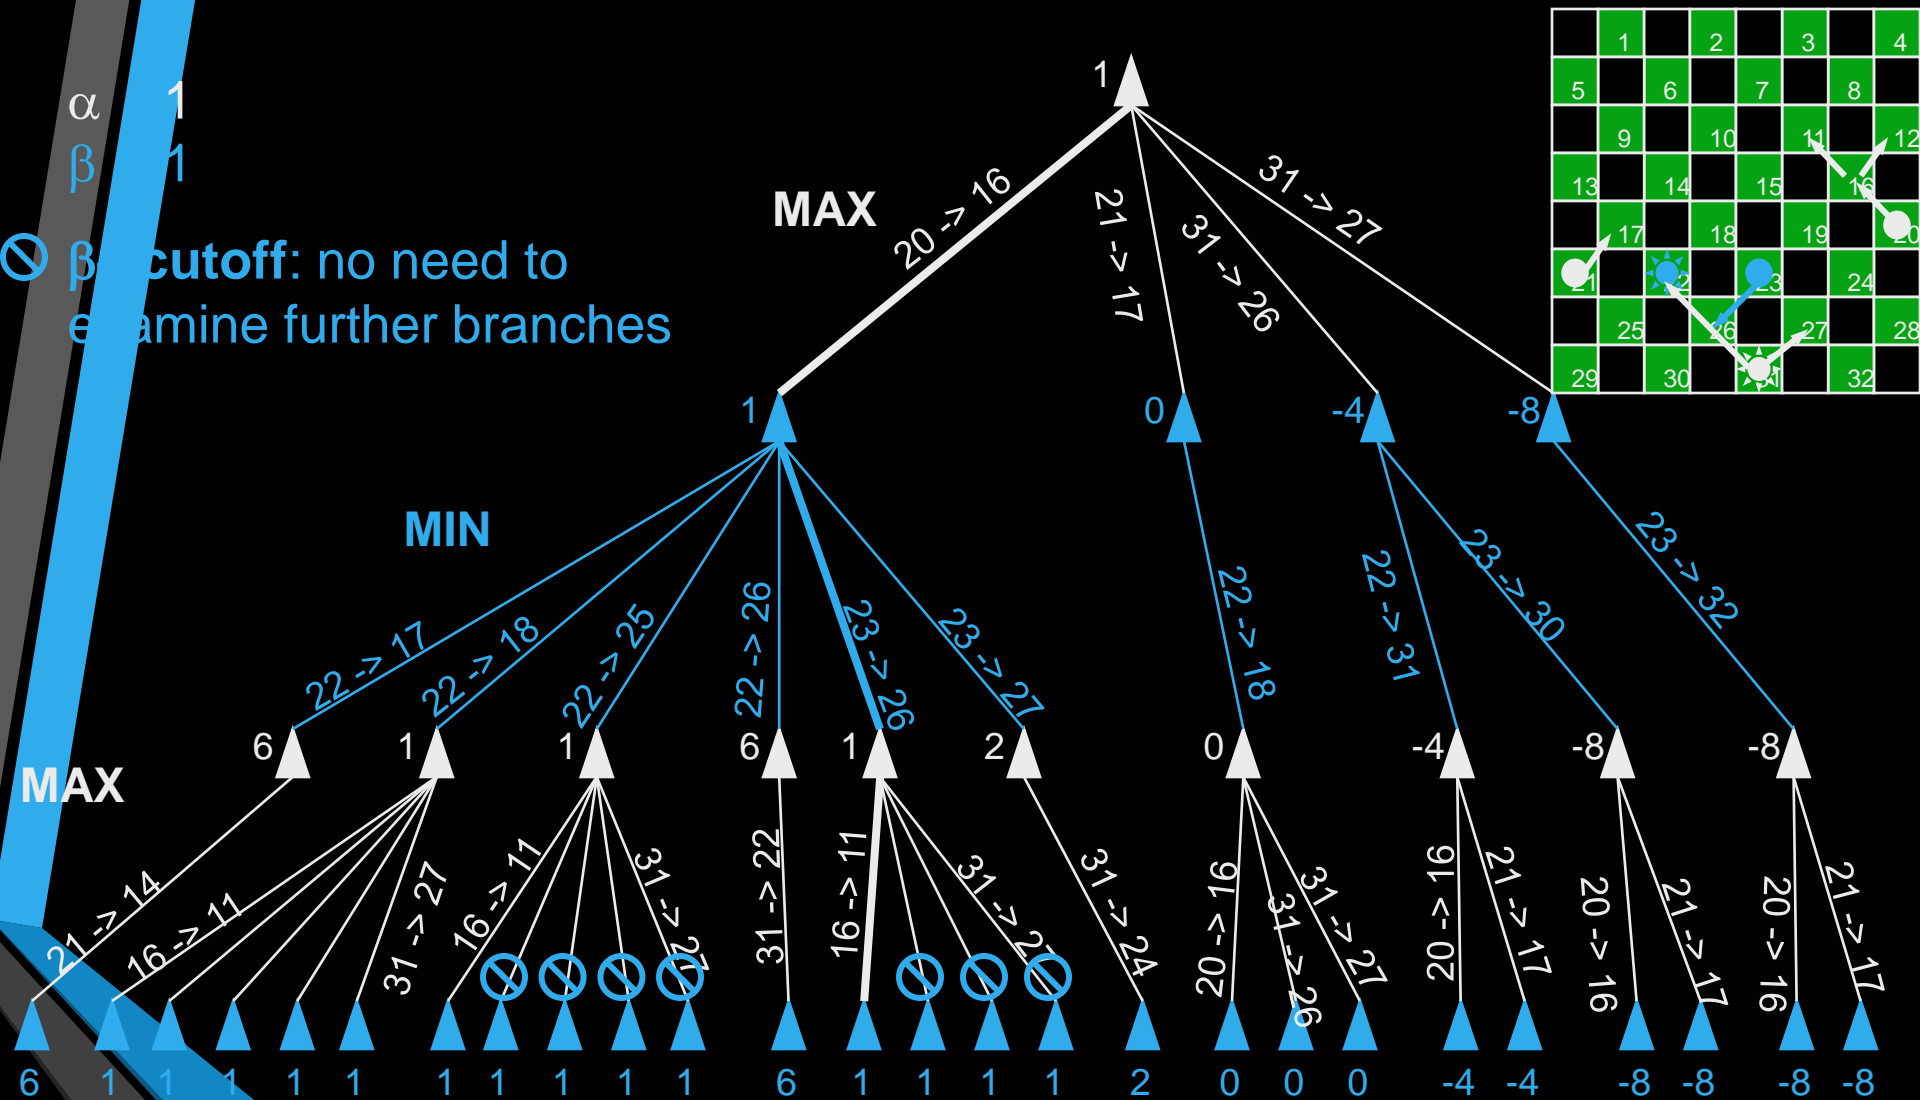 α 1
β 1
β- cutoff: no need to
examine further branches
MAX
MIN
MAX
1
20 -> 16
21 -> 17
31 -> 26
31 -> 27
1
0
-4
-8
22 -> 17
22 -> 18
22 -> 25
22 -> 26
23 -> 26
23 -> 27
22 -> 18
22 -> 31
23 -> 30
23 -> 32
6
1
1
6
1
2
0
-4
-8
-8
21 -> 14
16 -> 11
31 -> 27
16 -> 11
31 -> 27
31 -> 22
16 -> 11
31 -> 27
31 -> 24
20 -> 16
31 -> 26
31 -> 27
20 -> 16
21 -> 17
20 -> 16
21 -> 17
20 -> 16
21 -> 17
6 1 1 1 1 1 1 1 1 1 1 6 1 1 1 1 2 0 0 0 -4 -4 -8 -8 -8 -8
1 2 3 4
5 6 7 8
9 10 11 12
13 14 15 16
17 18 19 20
21 22 23 24
25 26 27 28
29 30 31 32